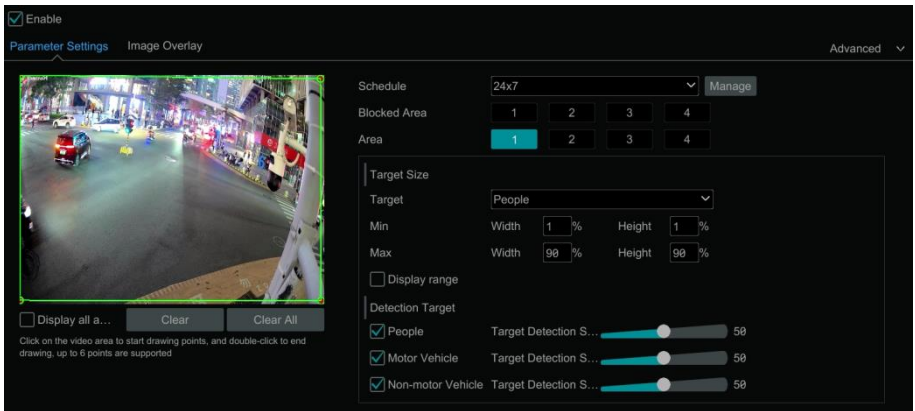 Enable
Parameter Settings Image Overlay
Advanced
Schedule 24x7 Manage
Blocked Area 1 2 3 4
Area 1 2 3 4
Target Size
Target People
Min Width 1 % Height 1 %
Max Width 90 % Height 90 %
Display range
Detection Target
People Target Detection S... 50
Motor Vehicle Target Detection S... 50
Non-motor Vehicle Target Detection S... 50
Display all a... Clear Clear All
Click on the video area to start drawing points, and double-click to end
drawing, up to 6 points are supported